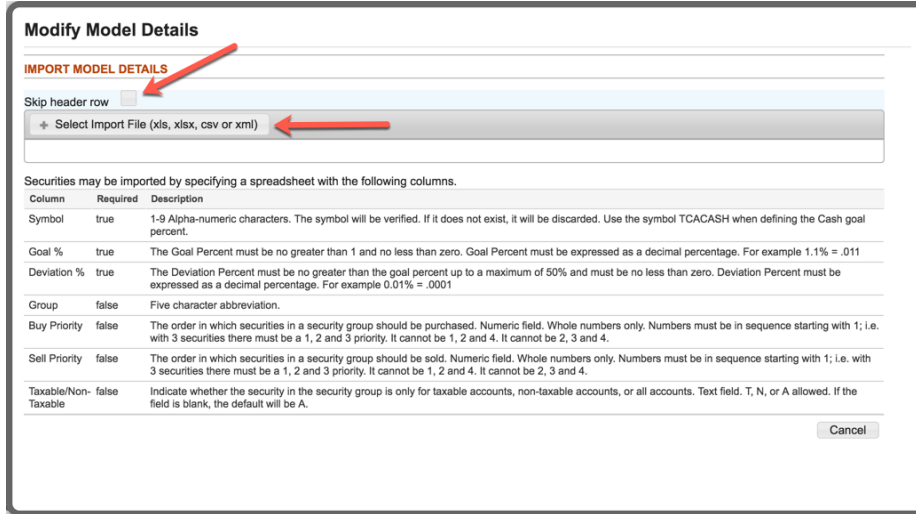 Modify Model Details
IMPORT MODEL DETAILS
Skip header row
+ Select Import File (xls, xlsx, csv or xml)
Securities may be imported by specifying a spreadsheet with the following columns.
Column Required Description
Symbol true 1-9 Alpha-numeric characters. The symbol will be verified. If it does not exist, it will be discarded. Use the symbol TCACASH when defining the Cash goal
percent.
Goal % true The Goal Percent must be no greater than 1 and no less than zero. Goal Percent must be expressed as a decimal percentage. For example 1.1% = .011
Deviation % true The Deviation Percent must be no greater than the goal percent up to a maximum of 50% and must be no less than zero. Deviation Percent must be
expressed as a decimal percentage. For example 0.01% = .0001
Group false Five character abbreviation.
Buy Priority false The order in which securities in a security group should be purchased. Numeric field. Whole numbers only. Numbers must be in sequence starting with 1; i.e.
with 3 securities there must be a 1, 2 and 3 priority. It cannot be 1, 2 and 4. It cannot be 2, 3 and 4.
Sell Priority false The order in which securities in a security group should be sold. Numeric field. Whole numbers only. Numbers must be in sequence starting with 1; i.e. with
3 securities there must be a 1, 2 and 3 priority. It cannot be 1, 2 and 4. It cannot be 2, 3 and 4.
Taxable/Non- false Indicate whether the security in the security group is only for taxable accounts, non-taxable accounts, or all accounts. Text field. T, N, or A allowed. If the
Taxable field is blank, the default will be A.
Cancel